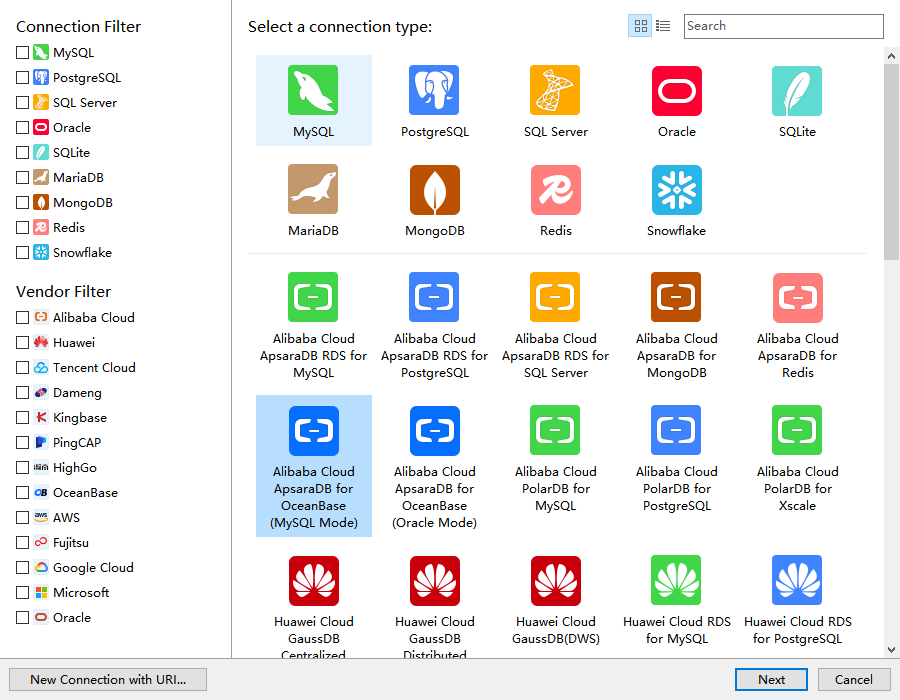 Connection Filter
MySQL
PostgreSQL
SQL Server
Oracle
SQLite
MariaDB
MongoDB
Redis
Snowflake
Vendor Filter
Alibaba Cloud
Huawei
Tencent Cloud
Dameng
Kingbase
PingCAP
HighGo
OceanBase
AWS
Fujitsu
Google Cloud
Microsoft
Oracle
Select a connection type:
Search
MySQL
PostgreSQL
SQL Server
Oracle
SQLite
MariaDB
MongoDB
Redis
Snowflake
Alibaba Cloud
ApsaraDB RDS for
MySQL
Alibaba Cloud
ApsaraDB RDS for
PostgreSQL
Alibaba Cloud
ApsaraDB RDS for
SQL Server
Alibaba Cloud
ApsaraDB for
MongoDB
Alibaba Cloud
ApsaraDB for
Redis
Alibaba Cloud
ApsaraDB for
OceanBase
(MySQL Mode)
Alibaba Cloud
ApsaraDB for
OceanBase
(Oracle Mode)
Alibaba Cloud
PolarDB for
MySQL
Alibaba Cloud
PolarDB for
PostgreSQL
Alibaba Cloud
PolarDB for
Xscale
Huawei Cloud
GaussDB
Centralized
Huawei Cloud
GaussDB
Distributed
Huawei Cloud
GaussDB(DWS)
Huawei Cloud RDS
for MySQL
Huawei Cloud RDS
for PostgreSQL
New Connection with URI...
Next
Cancel